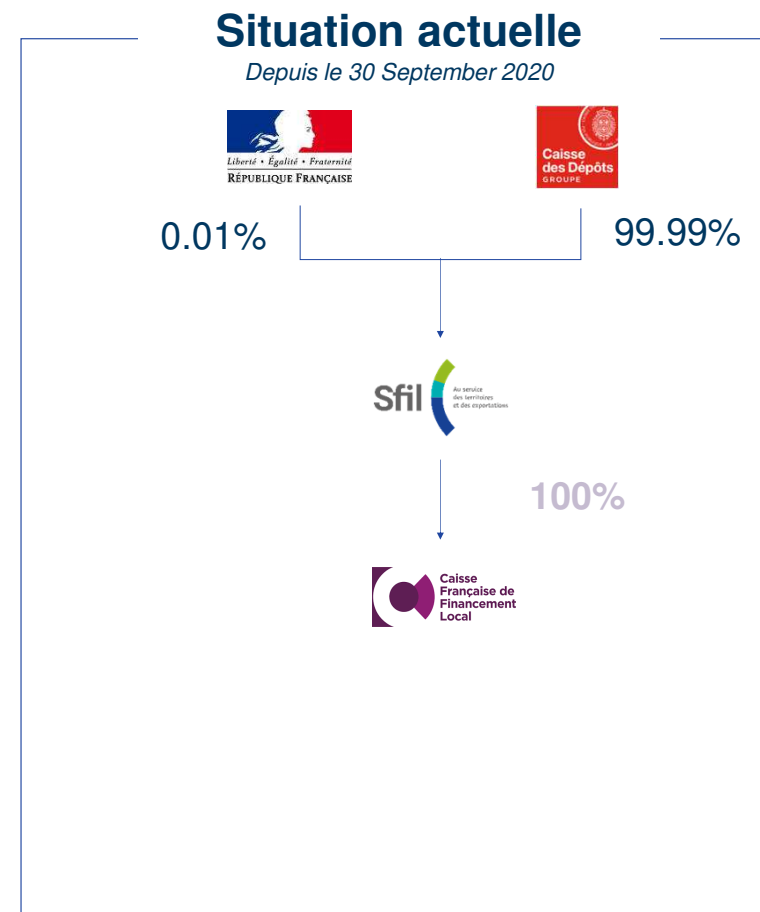 Situation actuelle
Depuis le 30 September 2020
Liberté • Égalité • Fraternité
RÉPUBLIQUE FRANÇAISE
Caisse
des Dépôts
GROUPE
0.01%
99.99%
Sfil
Au service
des territoires
et des exportations
100%
Caisse
Française de
Financement
Local